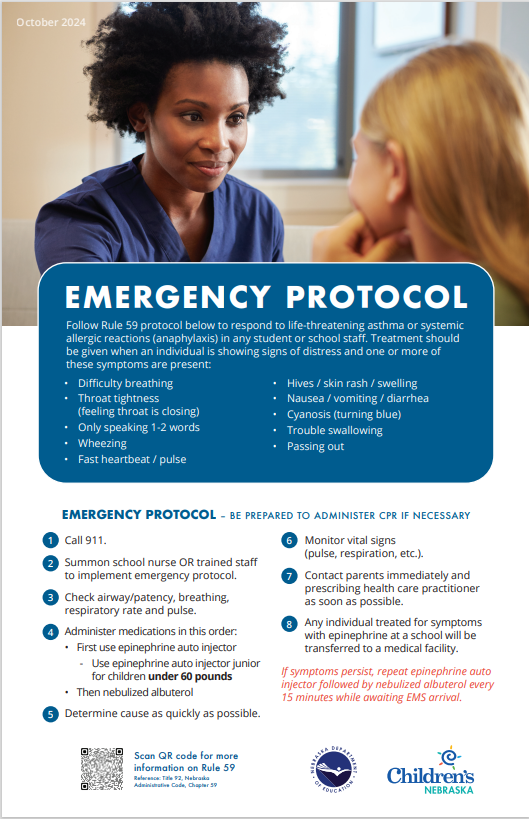 October 2024
EMERGENCY PROTOCOL
Follow Rule 59 protocol below to respond to life-threatening asthma or systemic
allergic reactions (anaphylaxis) in any student or school staff. Treatment should
be given when an individual is showing signs of distress and one or more of
these symptoms are present:
• Difficulty breathing
• Throat tightness
(feeling throat is closing)
• Only speaking 1-2 words
• Wheezing
• Fast heartbeat / pulse
• Hives / skin rash / swelling
• Nausea / vomiting / diarrhea
• Cyanosis (turning blue)
• Trouble swallowing
• Passing out
EMERGENCY PROTOCOL – BE PREPARED TO ADMINISTER CPR IF NECESSARY
1 Call 911.
2 Summon school nurse OR trained staff
to implement emergency protocol.
3 Check airway/patency, breathing,
respiratory rate and pulse.
4 Administer medications in this order:
• First use epinephrine auto injector
- Use epinephrine auto injector junior
for children under 60 pounds
• Then nebulized albuterol
5 Determine cause as quickly as possible.
6 Monitor vital signs
(pulse, respiration, etc.).
7 Contact parents immediately and
prescribing health care practitioner
as soon as possible.
8 Any individual treated for symptoms
with epinephrine at a school will be
transferred to a medical facility.
If symptoms persist, repeat epinephrine auto
injector followed by nebulized albuterol every
15 minutes while awaiting EMS arrival.
Scan QR code for more
information on Rule 59
Reference: Title 92, Nebraska
Administrative Code, Chapter 59
NEBRASKA DEPARTMENT
OF EDUCATION
Children's
NEBRASKA